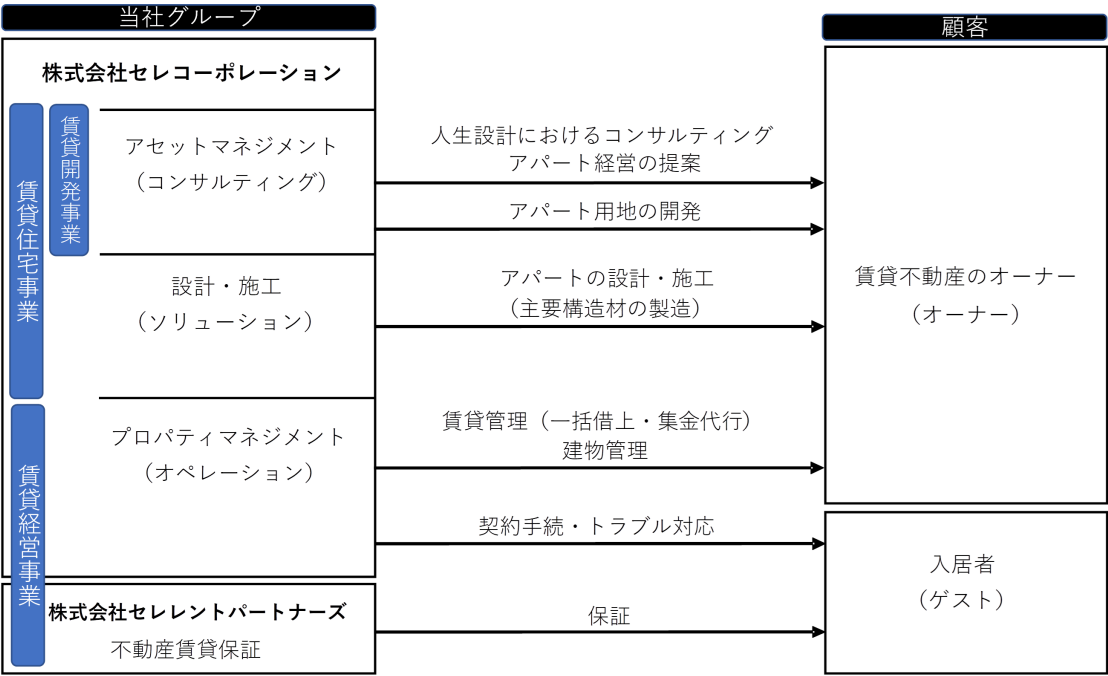 当社グループ
顧客
株式会社セレコーポレーション
賃貸住宅事業
賃貸開発事業
アセットマネジメント
（コンサルティング）
人生設計におけるコンサルティング
アパート経営の提案
アパート用地の開発
設計・施工
（ソリューション）
アパートの設計・施工
（主要構造材の製造）
賃貸不動産のオーナー
（オーナー）
賃貸経営事業
プロパティマネジメント
（オペレーション）
賃貸管理（一括借上・集金代行）
建物管理
契約手続・トラブル対応
入居者
（ゲスト）
株式会社セレレントパートナーズ
不動産賃貸保証
保証